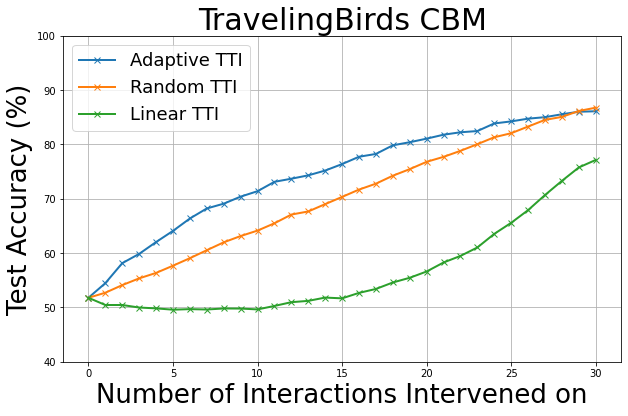 TravelingBirds CBM
Test Accuracy (%)
100
90
80
70
60
50
40
Adaptive TTI
Random TTI
Linear TTI
0 5 10 15 20 25 30
Number of Interactions Intervened on